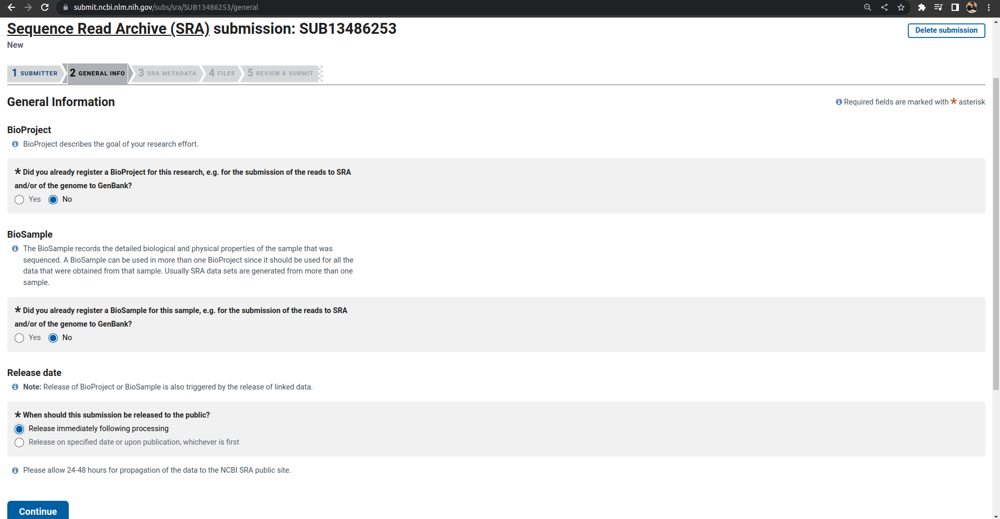 submit.ncbi.nlm.nih.gov/subs/sra/SUB13486253/general
Sequence Read Archive (SRA) submission: SUB13486253
Delete submission
New
1 SUBMITTER 2 GENERAL INFO 3 SRA METADATA 4 FILES 5 REVIEW & SUBMIT
General Information
Required fields are marked with * asterisk
BioProject
BioProject describes the goal of your research effort.
* Did you already register a BioProject for this research, e.g. for the submission of the reads to SRA
and/or of the genome to GenBank?
Yes No
BioSample
The BioSample records the detailed biological and physical properties of the sample that was
sequenced. A BioSample can be used in more than one BioProject since it should be used for all the
data that were obtained from that sample. Usually SRA data sets are generated from more than one
sample.
* Did you already register a BioSample for this sample, e.g. for the submission of the reads to SRA
and/or of the genome to GenBank?
Yes No
Release date
Note: Release of BioProject or BioSample is also triggered by the release of linked data.
* When should this submission be released to the public?
Release immediately following processing
Release on specified date or upon publication, whichever is first
Please allow 24-48 hours for propagation of the data to the NCBI SRA public site.
Continue